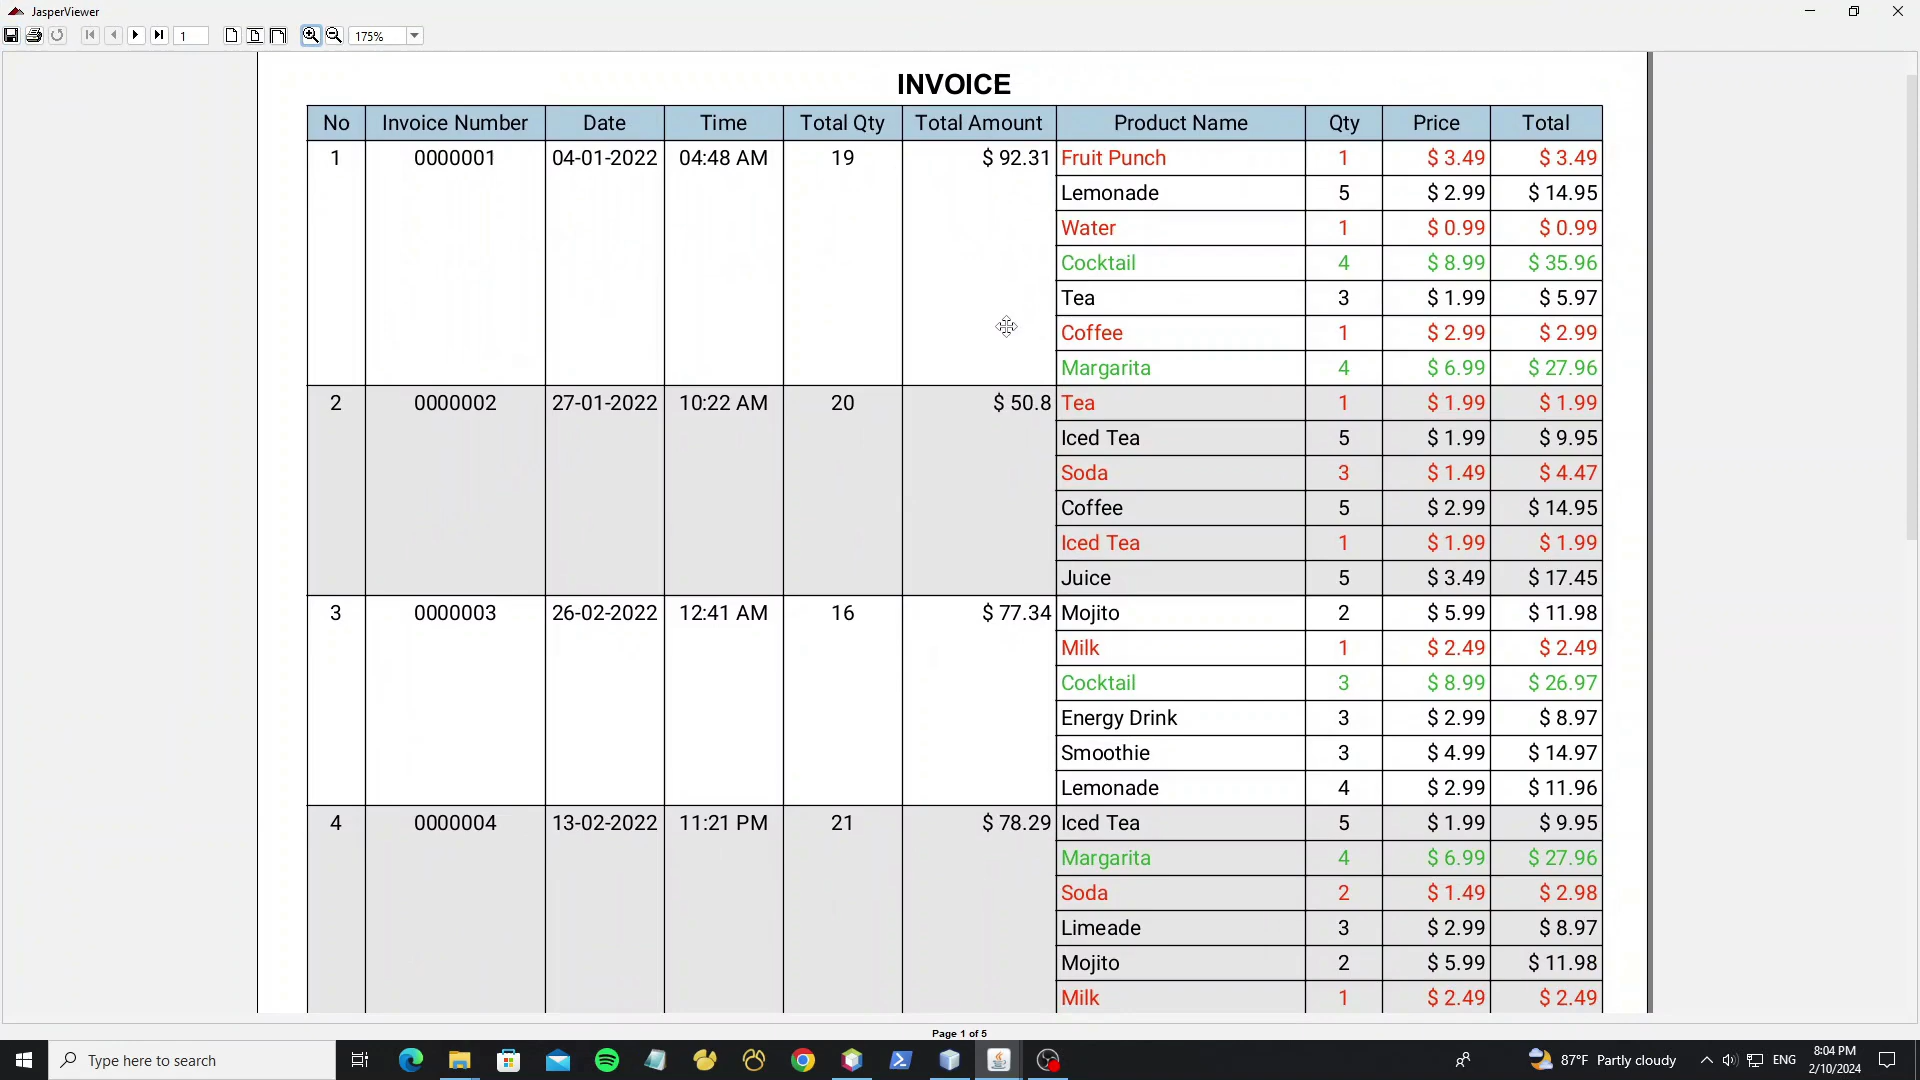 JasperViewer
1
175%
INVOICE
No Invoice Number Date Time Total Qty Total Amount Product Name Qty Price Total
1 0000001 04-01-2022 04:48 AM 19 $ 92.31 Fruit Punch 1 $ 3.49 $ 3.49
Lemonade 5 $ 2.99 $ 14.95
Water 1 $ 0.99 $ 0.99
Cocktail 4 $ 8.99 $ 35.96
Tea 3 $ 1.99 $ 5.97
Coffee 1 $ 2.99 $ 2.99
Margarita 4 $ 6.99 $ 27.96
2 0000002 27-01-2022 10:22 AM 20 $ 50.8 Tea 1 $ 1.99 $ 1.99
Iced Tea 5 $ 1.99 $ 9.95
Soda 3 $ 1.49 $ 4.47
Coffee 5 $ 2.99 $ 14.95
Iced Tea 1 $ 1.99 $ 1.99
Juice 5 $ 3.49 $ 17.45
3 0000003 26-02-2022 12:41 AM 16 $ 77.34 Mojito 2 $ 5.99 $ 11.98
Milk 1 $ 2.49 $ 2.49
Cocktail 3 $ 8.99 $ 26.97
Energy Drink 3 $ 2.99 $ 8.97
Smoothie 3 $ 4.99 $ 14.97
Lemonade 4 $ 2.99 $ 11.96
4 0000004 13-02-2022 11:21 PM 21 $ 78.29 Iced Tea 5 $ 1.99 $ 9.95
Margarita 4 $ 6.99 $ 27.96
Soda 2 $ 1.49 $ 2.98
Limeade 3 $ 2.99 $ 8.97
Mojito 2 $ 5.99 $ 11.98
Milk 1 $ 2.49 $ 2.49
Page 1 of 5
Type here to search 87°F Partly cloudy ENG 8:04 PM
2/10/2024